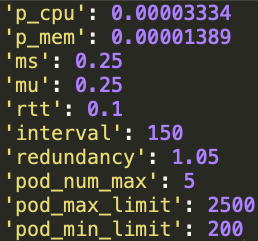 'p_cpu': 0.00003334
'p_mem': 0.00001389
'ms': 0.25
'mu': 0.25
'rtt': 0.1
'interval': 150
'redundancy': 1.05
'pod_num_max': 5
'pod_max_limit': 2500
'pod_min_limit': 200